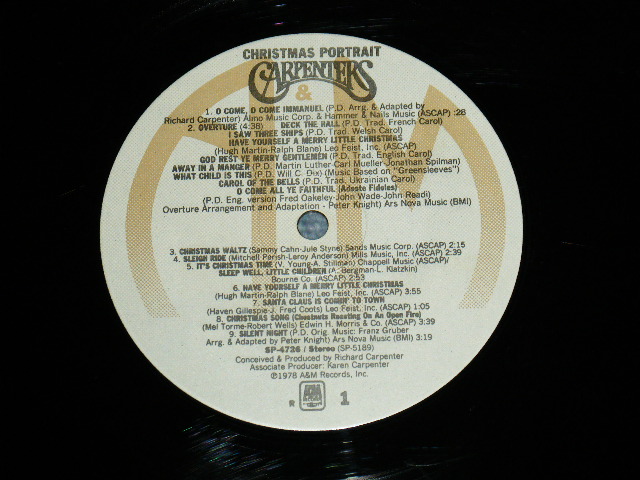 CHRISTMAS PORTRAIT
CARPENTERS
&
1. O COME, O COME IMMANUEL (P.D. Arrg. & Adapted by
Richard Carpenter) Almo Music Corp. & Hammer & Nails Music (ASCAP) :26
2. OVERTURE (4:38) DECK THE HALL (P.D. Trad. French Carol)
I SAW THREE SHIPS (P.D. Trad. Welsh Carol)
HAVE YOURSELF A MERRY LITTLE CHRISTMAS
(Hugh Martin-Ralph Blane) Leo Feist, Inc. (ASCAP)
GOD REST YE MERRY GENTLEMEN (P.D. Trad. English Carol)
AWAY IN A MANGER (P.D. Martin Luther-Carl Mueller-Jonathan Spilman)
WHAT CHILD IS THIS (P.D. Will C. Dix) (Music Based on "Greensleeves")
CAROL OF THE BELLS (P.D. Trad. Ukrainian Carol)
O COME ALL YE FAITHFUL (Adeste Fideles)
(P.D. Eng. version Fred Oakeley-John Wade-John Readi)
Overture Arrangement and Adaptation - Peter Knight) Ars Nova Music (BMI)
3. CHRISTMAS WALTZ (Sammy Cahn-Jule Styne) Sands Music Corp. (ASCAP) 2:15
4. SLEIGH RIDE (Mitchell Parish-Leroy Anderson) Mills Music, Inc. (ASCAP) 2:39
5. IT'S CHRISTMAS TIME (V. Young-A. Stillman) Chappell Music (ASCAP)/
SLEEP WELL, LITTLE CHILDREN (A. Bergman-L. Klatzkin)
Bourne Co. (ASCAP) 2:53
6. HAVE YOURSELF A MERRY LITTLE CHRISTMAS
(Hugh Martin-Ralph Blane) Leo Feist, Inc. (ASCAP) 3:55
7. SANTA CLAUS IS COMIN' TO TOWN
(Haven Gillespie-J. Fred Coots) Leo Feist, Inc. (ASCAP) 1:05
8. CHRISTMAS SONG (Chestnuts Roasting On An Open Fire)
(Mel Torme-Robert Wells) Edwin H. Morris & Co. (ASCAP) 3:39
9. SILENT NIGHT (P.D. Orig. Music: Franz Gruber
Arrg. & Adapted by Peter Knight) Ars Nova Music (BMI) 3:19
SP-4736 / Stereo (SP-5189)
Conceived & Produced by Richard Carpenter
Associate Producer: Karen Carpenter
℗1978 A&M Records, Inc.
R 1